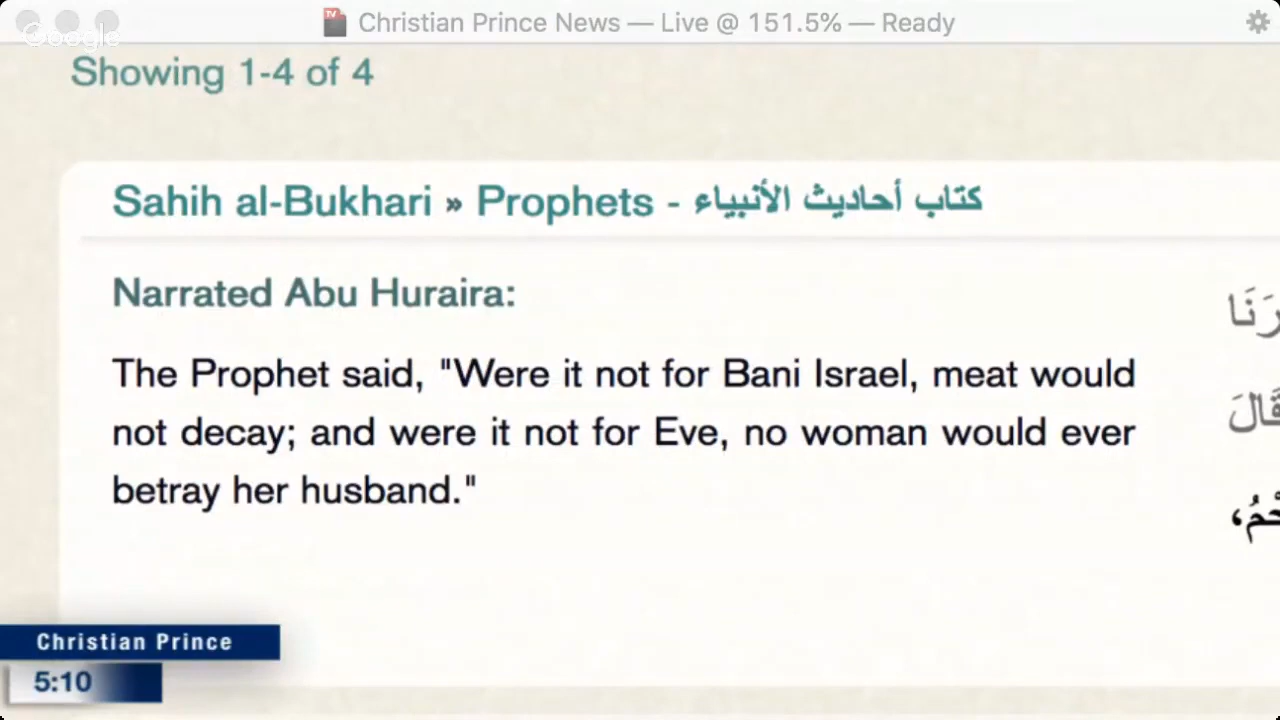 Christian Prince News — Live @ 151.5% — Ready
Google
Showing 1-4 of 4
Sahih al-Bukhari » Prophets - كتاب أحاديث الأنبياء
Narrated Abu Huraira:
The Prophet said, "Were it not for Bani Israel, meat would
not decay; and were it not for Eve, no woman would ever
betray her husband."
Christian Prince
5:10